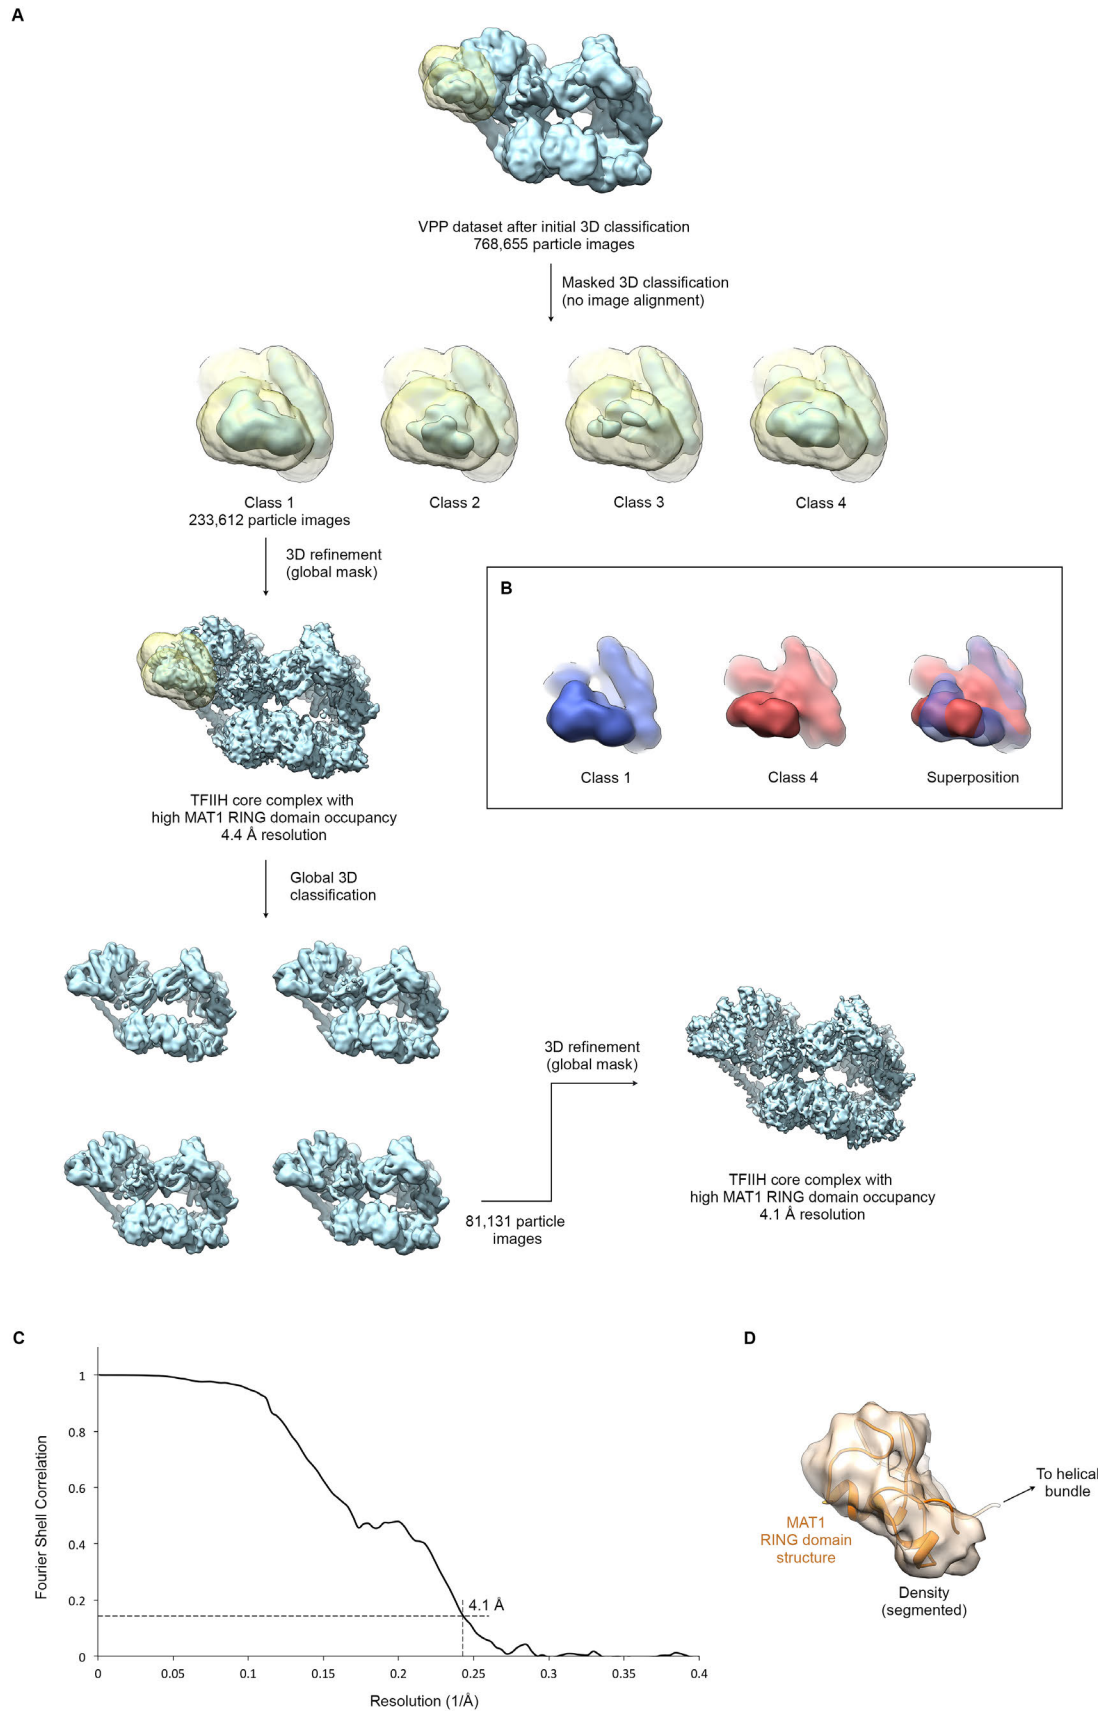 A
VPP dataset after initial 3D classification
768,655 particle images
Masked 3D classification
(no image alignment)
Class 1
233,612 particle images
Class 2
Class 3
Class 4
3D refinement
(global mask)
B
Class 1
Class 4
Superposition
TFIIH core complex with
high MAT1 RING domain occupancy
4.4 Å resolution
Global 3D
classification
3D refinement
(global mask)
81,131 particle
images
TFIIH core complex with
high MAT1 RING domain occupancy
4.1 Å resolution
C
Fourier Shell Correlation
1
0.8
0.6
0.4
0.2
0
4.1 Å
0
0.05
0.1
0.15
0.2
0.25
0.3
0.35
0.4
Resolution (1/Å)
D
To helical
bundle
MAT1
RING domain
structure
Density
(segmented)